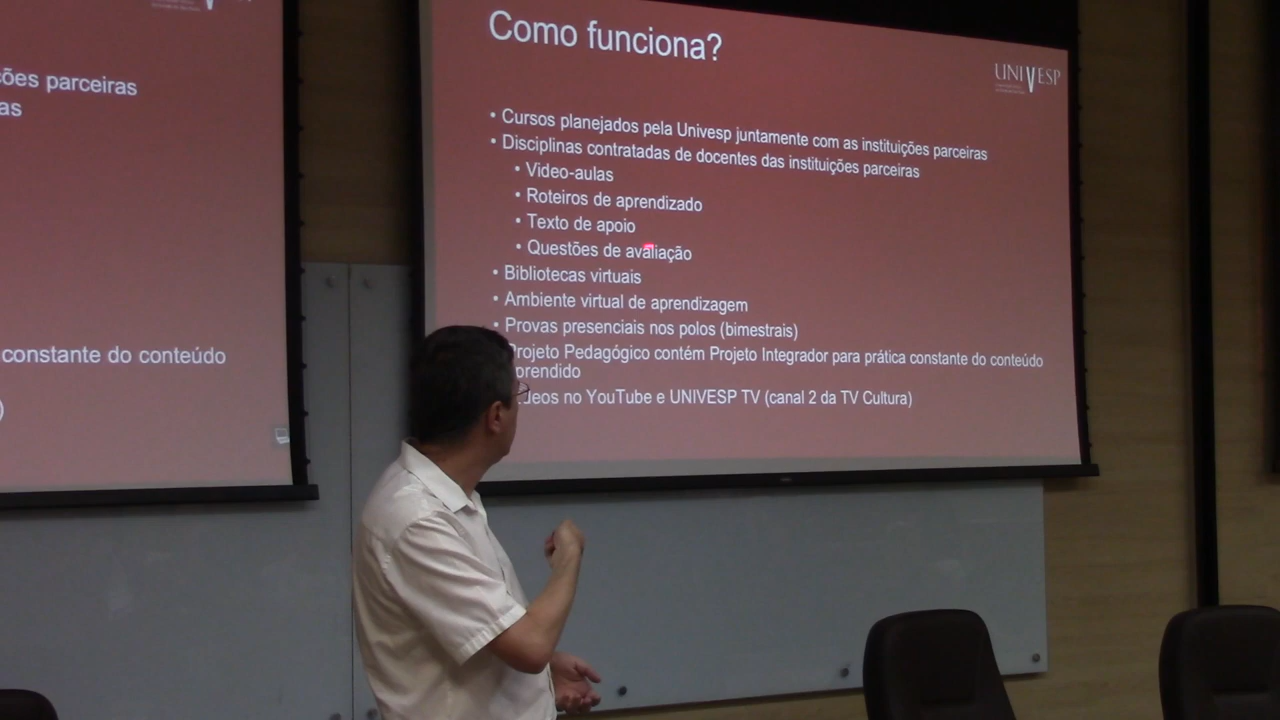 ções parceiras
as
constante do conteúdo
)
Como funciona?
UNIVESP
• Cursos planejados pela Univesp juntamente com as instituições parceiras
• Disciplinas contratadas de docentes das instituições parceiras
• Video-aulas
• Roteiros de aprendizado
• Texto de apoio
• Questões de avaliação
• Bibliotecas virtuais
• Ambiente virtual de aprendizagem
• Provas presenciais nos polos (bimestrais)
Projeto Pedagógico contém Projeto Integrador para prática constante do conteúdo
prendido
deos no YouTube e UNIVESP TV (canal 2 da TV Cultura)